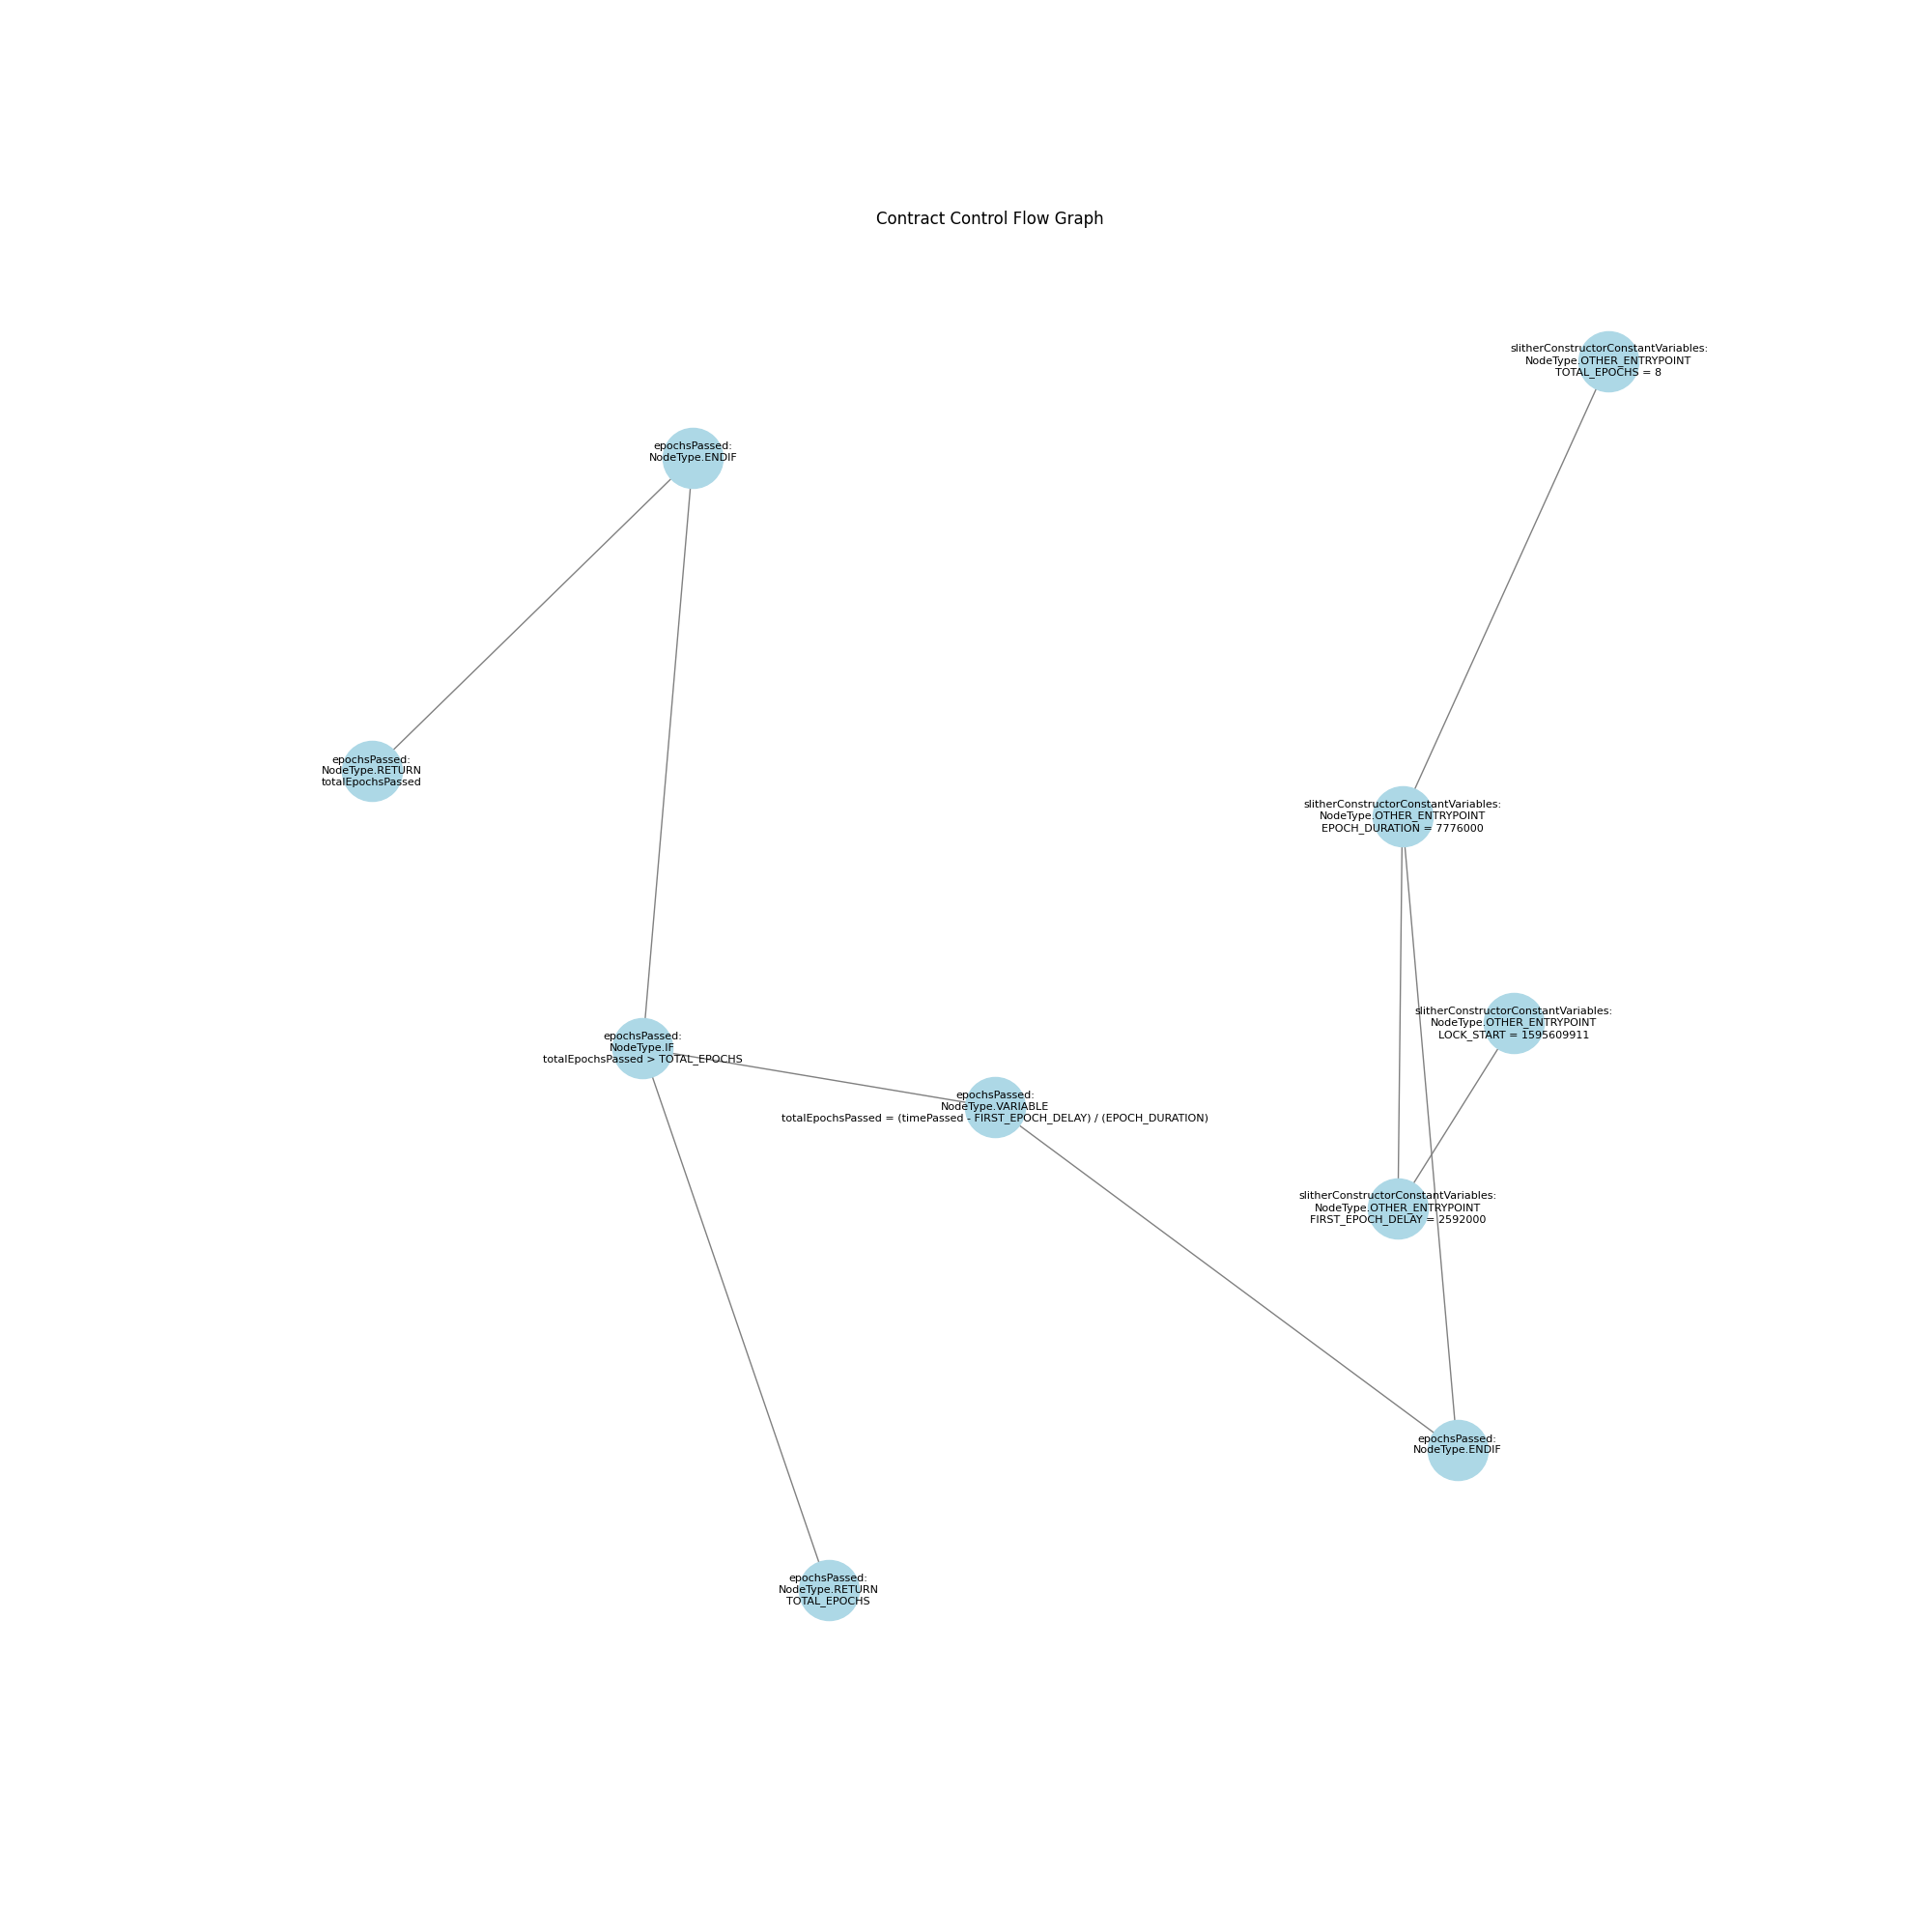 Contract Control Flow Graph
slitherConstructorConstantVariables:
NodeType.OTHER_ENTRYPOINT
TOTAL_EPOCHS = 8
epochsPassed:
NodeType.ENDIF
epochsPassed:
NodeType.RETURN
totalEpochsPassed
slitherConstructorConstantVariables:
NodeType.OTHER_ENTRYPOINT
EPOCH_DURATION = 7776000
slitherConstructorConstantVariables:
NodeType.OTHER_ENTRYPOINT
LOCK_START = 1595609911
epochsPassed:
NodeType.IF
totalEpochsPassed > TOTAL_EPOCHS
epochsPassed:
NodeType.VARIABLE
totalEpochsPassed = (timePassed - FIRST_EPOCH_DELAY) / (EPOCH_DURATION)
slitherConstructorConstantVariables:
NodeType.OTHER_ENTRYPOINT
FIRST_EPOCH_DELAY = 2592000
epochsPassed:
NodeType.ENDIF
epochsPassed:
NodeType.RETURN
TOTAL_EPOCHS